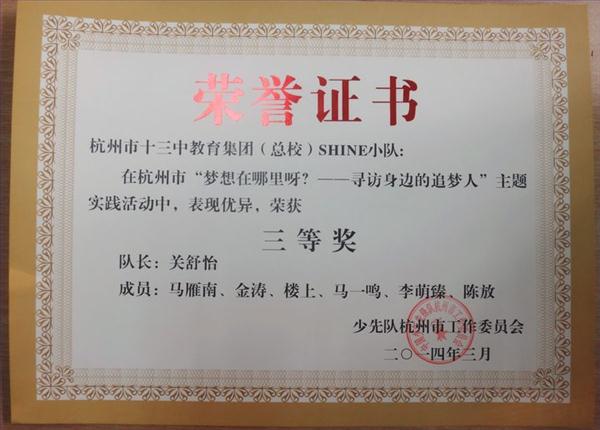 荣誉证书
杭州市十三中教育集团（总校）SHINE小队：
在杭州市“梦想在哪里呀？——寻访身边的追梦人”主题
实践活动中，表现优异，荣获
三等奖
队长：关舒怡
成员：马雁南、金涛、楼上、马一鸣、李萌臻、陈放
少先队杭州市工作委员会
二〇一四年三月